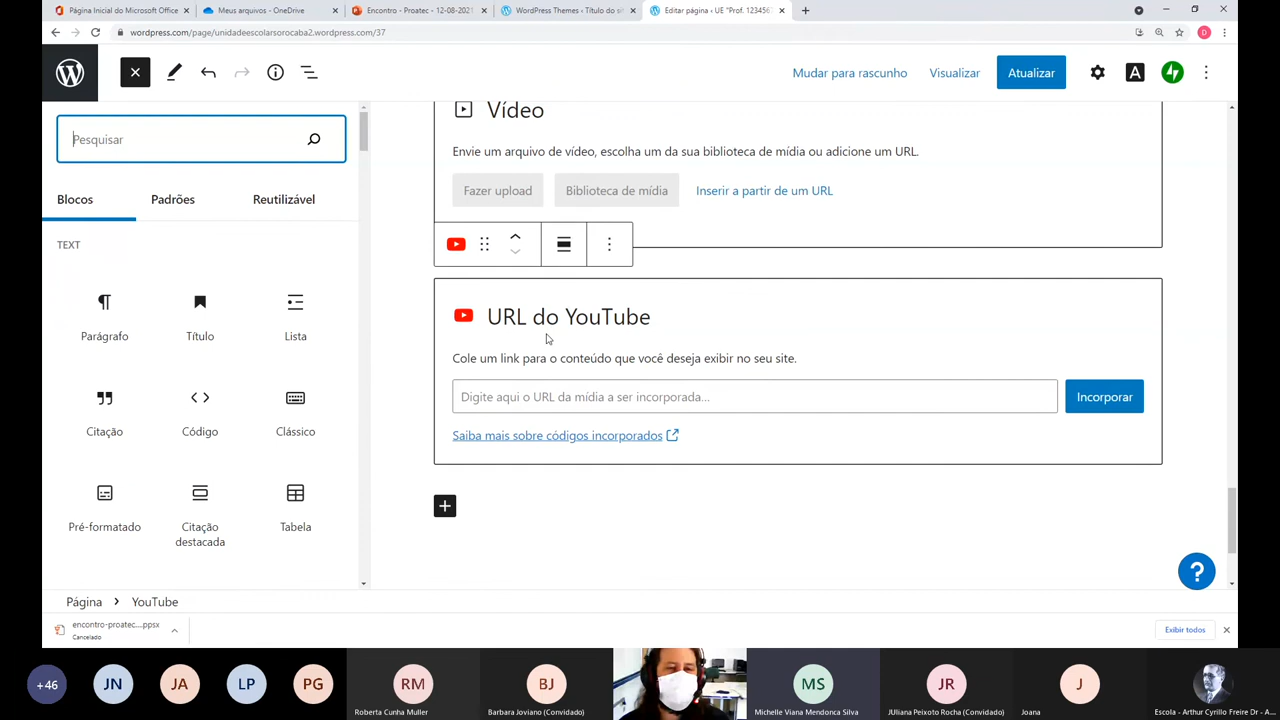 Página Inicial do Microsoft Office
Meus arquivos - OneDrive
Encontro - Proatec - 12-08-2021
WordPress Themes ‹ Título do si
Editar página ‹ UE "Prof. 123456
wordpress.com/page/unidadeescolarsorocaba2.wordpress.com/37
D
Mudar para rascunho
Visualizar
Atualizar
A
Pesquisar
Blocos
Padrões
Reutilizável
TEXT
Parágrafo
Título
Lista
Citação
Código
Clássico
Pré-formatado
Citação
destacada
Tabela
Vídeo
Envie um arquivo de vídeo, escolha um da sua biblioteca de mídia ou adicione um URL.
Fazer upload
Biblioteca de mídia
Inserir a partir de um URL
URL do YouTube
Cole um link para o conteúdo que você deseja exibir no seu site.
Digite aqui o URL da mídia a ser incorporada...
Incorporar
Saiba mais sobre códigos incorporados
Página
YouTube
encontro-proatec....ppsx
Cancelado
Exibir todos
+46
JN
JA
LP
PG
RM
Roberta Cunha Muller
BJ
Barbara Joviano (Convidado)
MS
Michelle Viana Mendonca Silva
JR
JUliana Peixoto Rocha (Convidado)
J
Joana
Escola - Arthur Cyrillo Freire Dr - A...